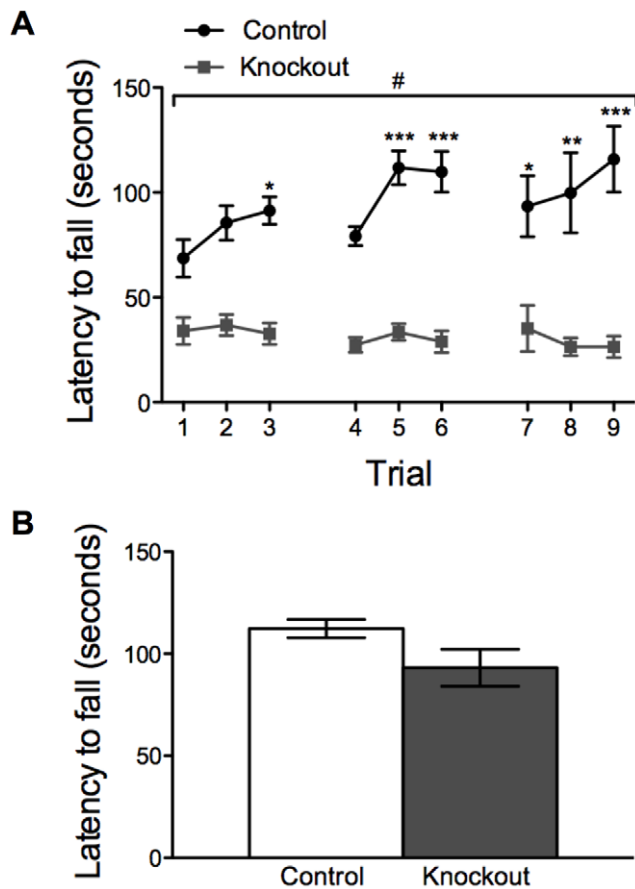 A
Control
Knockout
Latency to fall (seconds)
150
100
50
0
#
*
***
***
*
**
***
1 2 3 4 5 6 7 8 9
Trial
B
Latency to fall (seconds)
150
100
50
0
Control Knockout